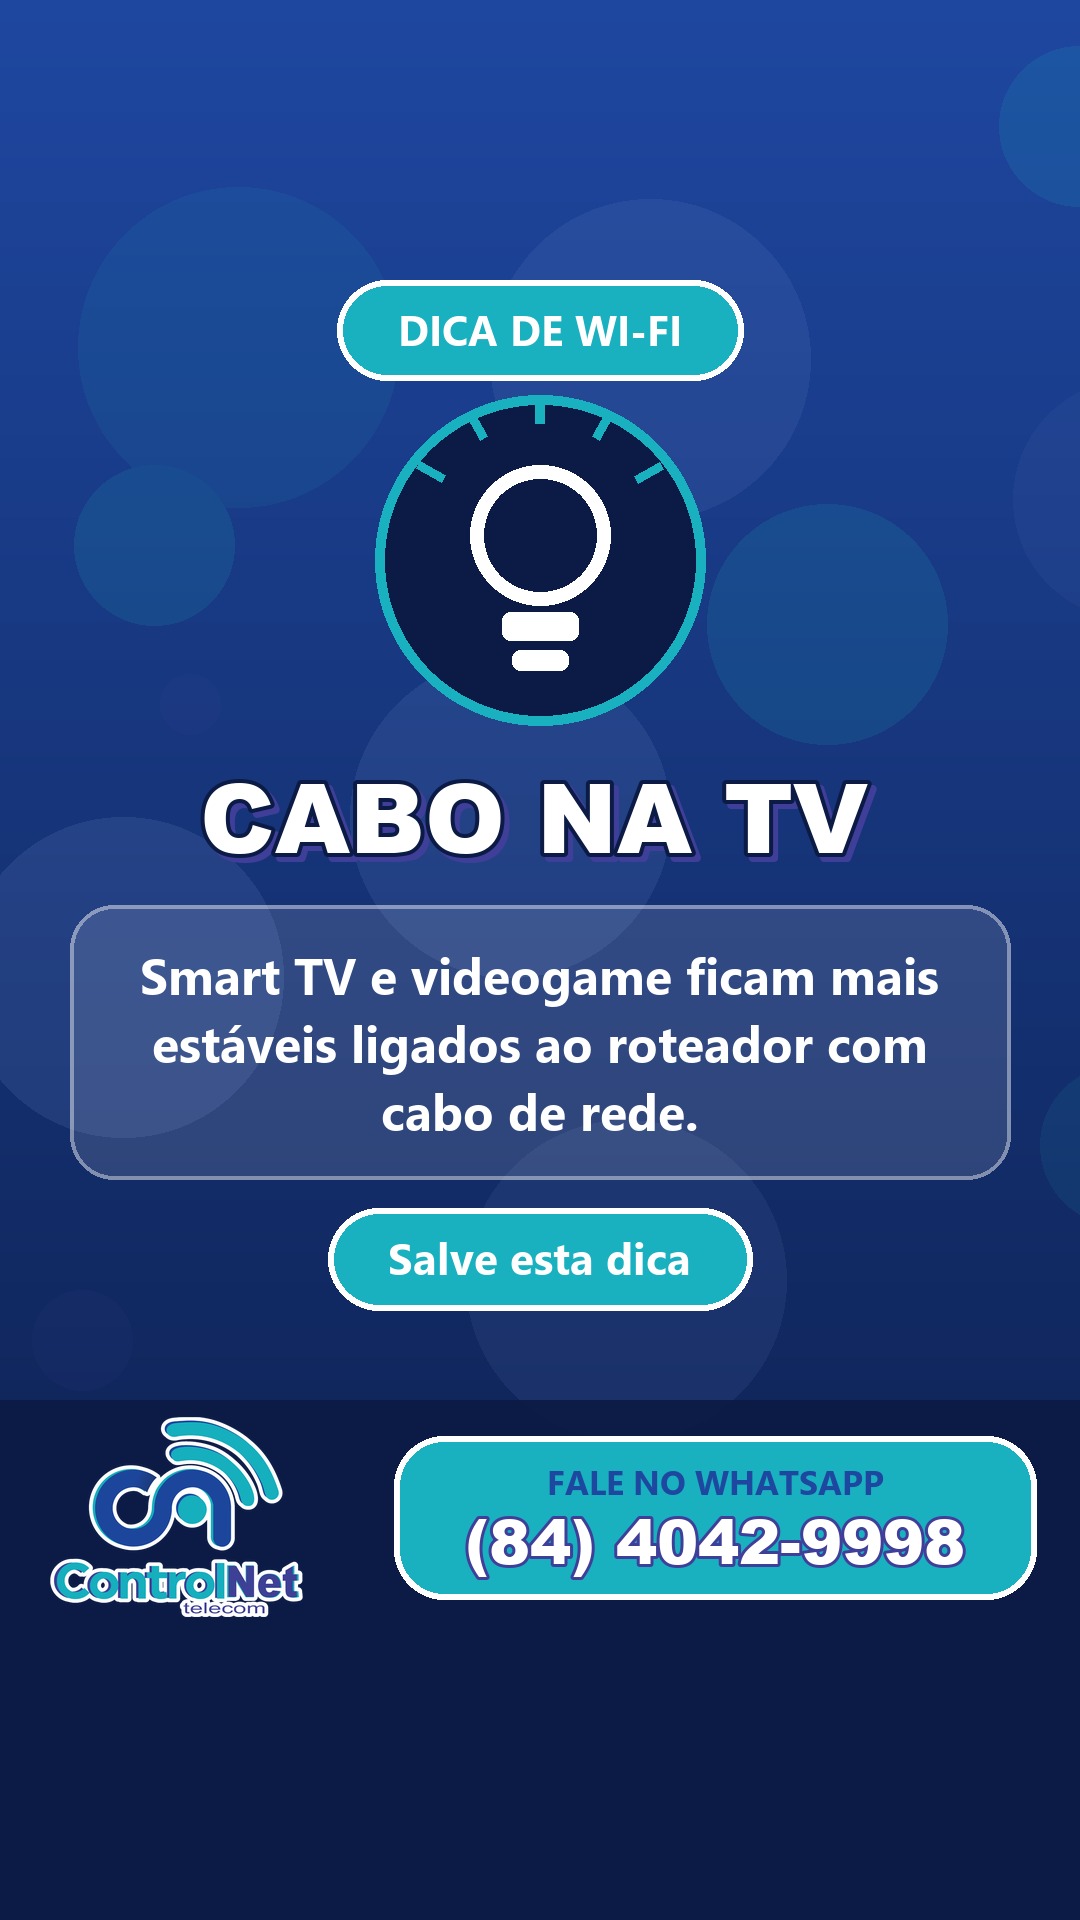 DICA DE WI-FI
CABO NA TV
Smart TV e videogame ficam mais
estáveis ligados ao roteador com
cabo de rede.
Salve esta dica
ControlNet
telecom
FALE NO WHATSAPP
(84) 4042-9998